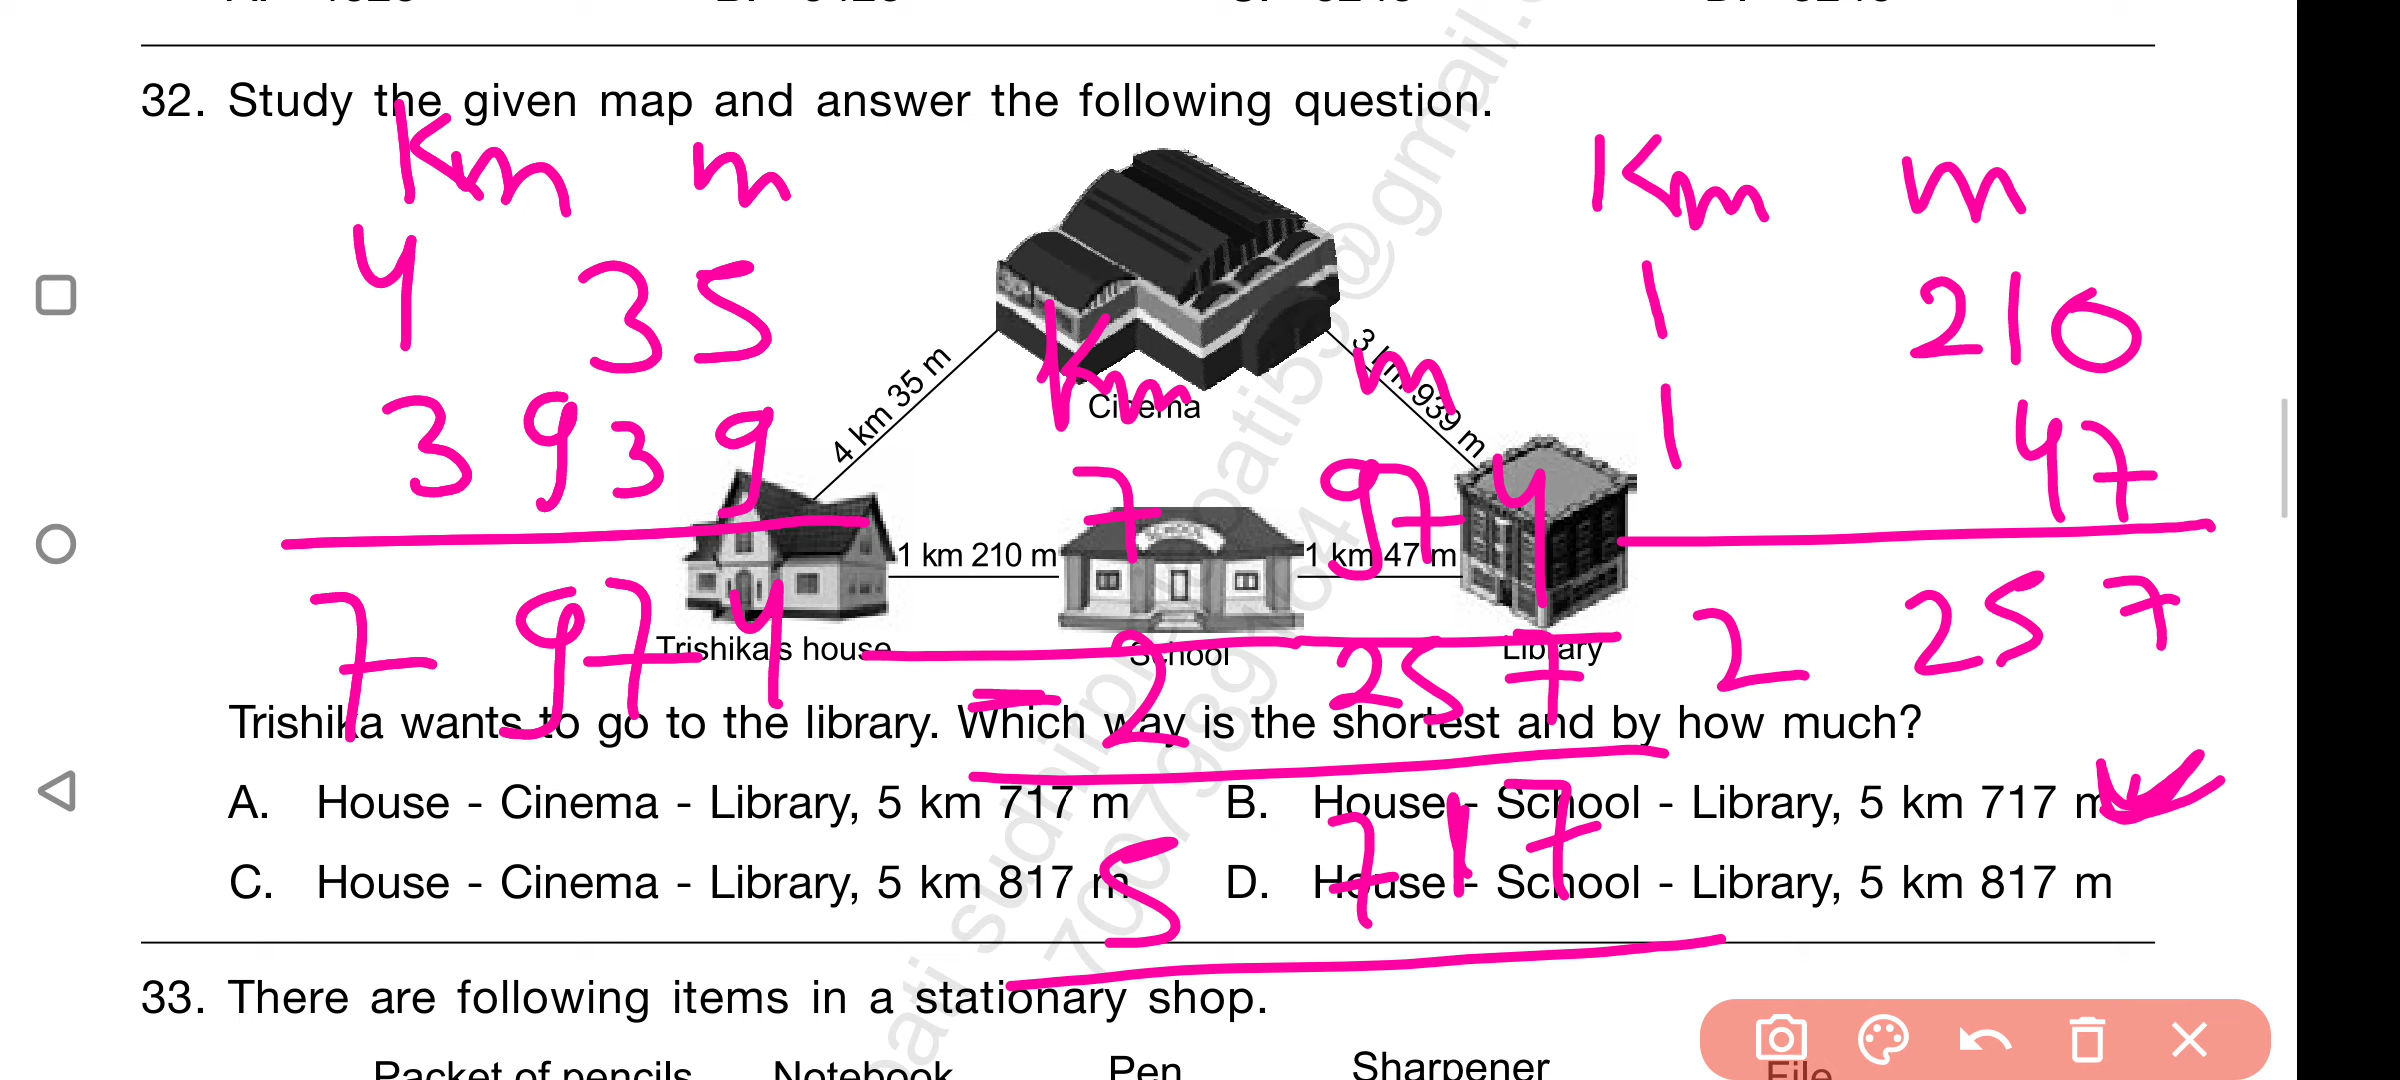 32. Study the given map and answer the following question.
Km m
4 35
3 939
7 974
Km m
1 210
1 47
2 257
Km m
7 974
- 2 257
5 717
4 km 35 m
3 km 939 m
Cinema
1 km 210 m
1 km 47 m
Trishika's house
School
Library
Trishika wants to go to the library. Which way is the shortest and by how much?
A. House - Cinema - Library, 5 km 717 m
B. House - School - Library, 5 km 717 m
C. House - Cinema - Library, 5 km 817 m
D. House - School - Library, 5 km 817 m
33. There are following items in a stationary shop.
Packet of pencils Notebook Pen Sharpener File